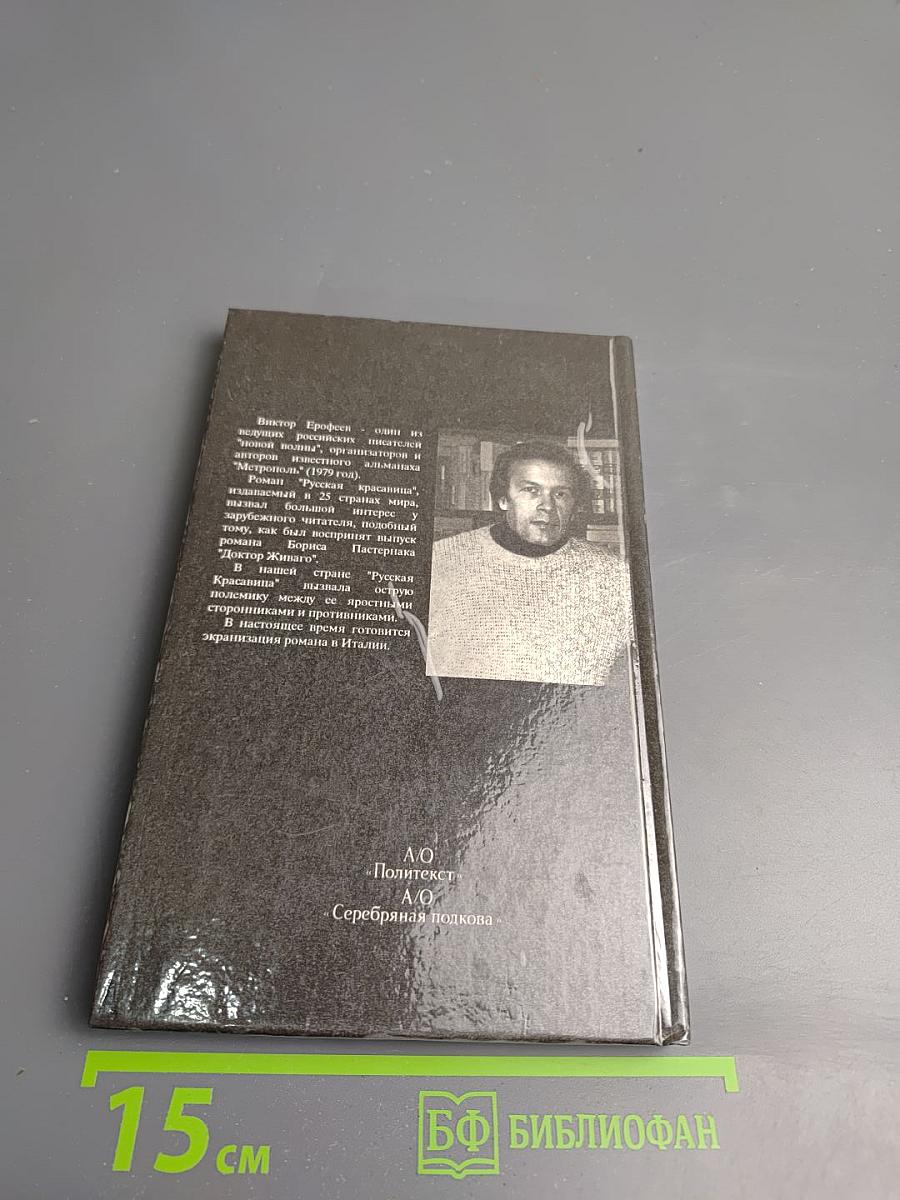 Виктор Ерофеев - один из
ведущих российских писателей
"новой волны", организаторов и
авторов известного альманаха
"Метрополь" (1979 год).
Роман "Русская красавица",
издаваемый в 25 странах мира,
вызвал большой интерес у
зарубежного читателя, подобный
тому, как был воспринят выпуск
романа Бориса Пастернака
"Доктор Живаго".
В нашей стране "Русская
Красавица" вызвала острую
полемику между ее яростными
сторонниками и противниками.
В настоящее время готовится
экранизация романа в Италии.
А/О
«Политекст»
А/О
«Серебряная подкова»
15 см
БФ БИБЛИОФАН